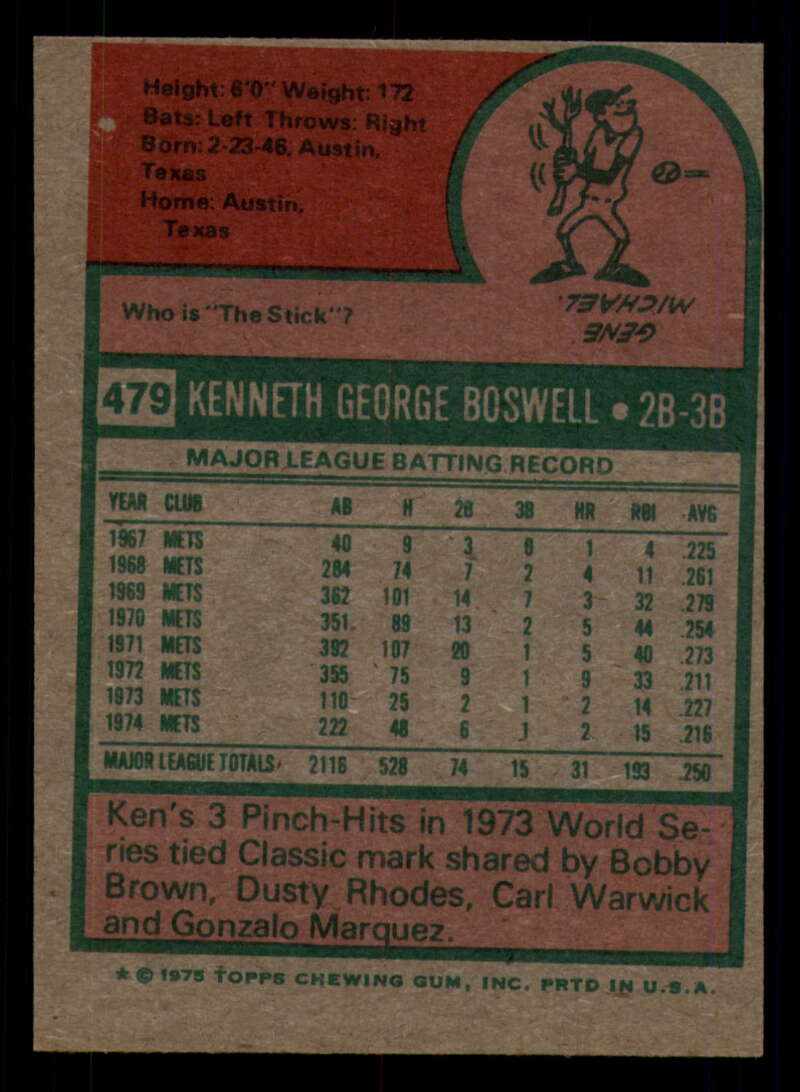 Height: 6'0" Weight: 172
Bats: Left Throws: Right
Born: 2-23-46, Austin,
Texas
Home: Austin,
Texas
Who is "The Stick"?
GENE
MICHAEL.
479 KENNETH GEORGE BOSWELL • 2B-3B
MAJOR LEAGUE BATTING RECORD
YEAR CLUB AB H 2B 3B HR RBI AVG
1967 METS 40 9 3 0 1 4 .225
1968 METS 284 74 7 2 4 11 .261
1969 METS 362 101 14 7 3 32 .279
1970 METS 351 89 13 2 5 44 .254
1971 METS 392 107 20 1 5 40 .273
1972 METS 355 75 9 1 9 33 .211
1973 METS 110 25 2 1 2 14 .227
1974 METS 222 48 6 1 2 15 .216
MAJOR LEAGUE TOTALS 2116 528 74 15 31 193 .250
Ken's 3 Pinch-Hits in 1973 World Se-
ries tied Classic mark shared by Bobby
Brown, Dusty Rhodes, Carl Warwick
and Gonzalo Marquez.
* © 1975 TOPPS CHEWING GUM, INC. PRTD IN U.S.A.